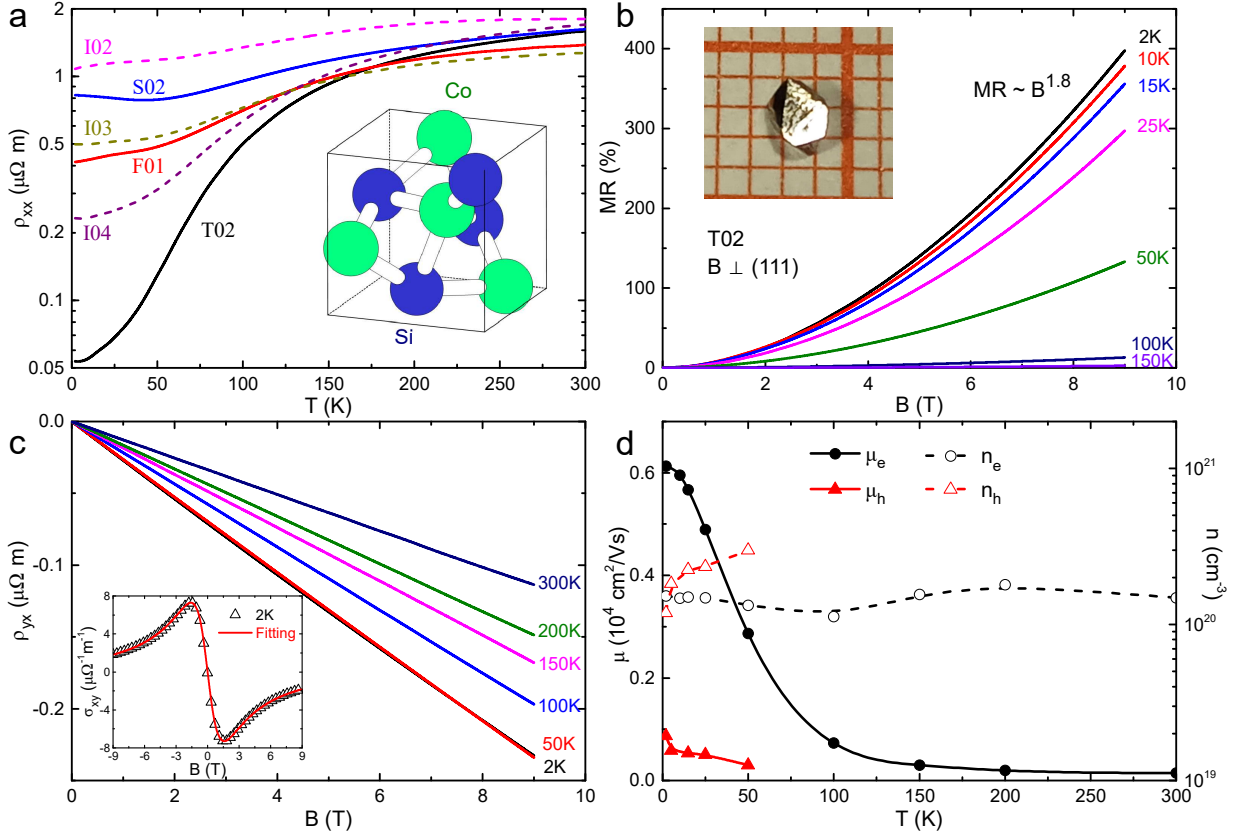 a
ρxx (μΩ m)
2
1
0.5
0.2
0.1
0.05
I02
S02
I03
F01
I04
T02
Co
Si
0 50 100 150 200 250 300
T (K)
b
MR (%)
400
350
300
250
200
150
100
50
0
2K
10K
15K
25K
50K
100K
150K
MR ~ B^1.8
T02
B ⊥ (111)
0 2 4 6 8 10
B (T)
c
ρyx (μΩ m)
0.0
-0.1
-0.2
300K
200K
150K
100K
50K
2K
σxy (μΩ⁻¹m⁻¹)
8
4
0
-4
-8
2K
Fitting
-9 -6 -3 0 3 6 9
B (T)
0 2 4 6 8 10
B (T)
d
μ (10⁴ cm²/Vs)
0.6
0.4
0.2
0.0
μe
ne
μh
nh
10²¹
10²⁰
10¹⁹
n (cm⁻³)
0 50 100 150 200 250 300
T (K)